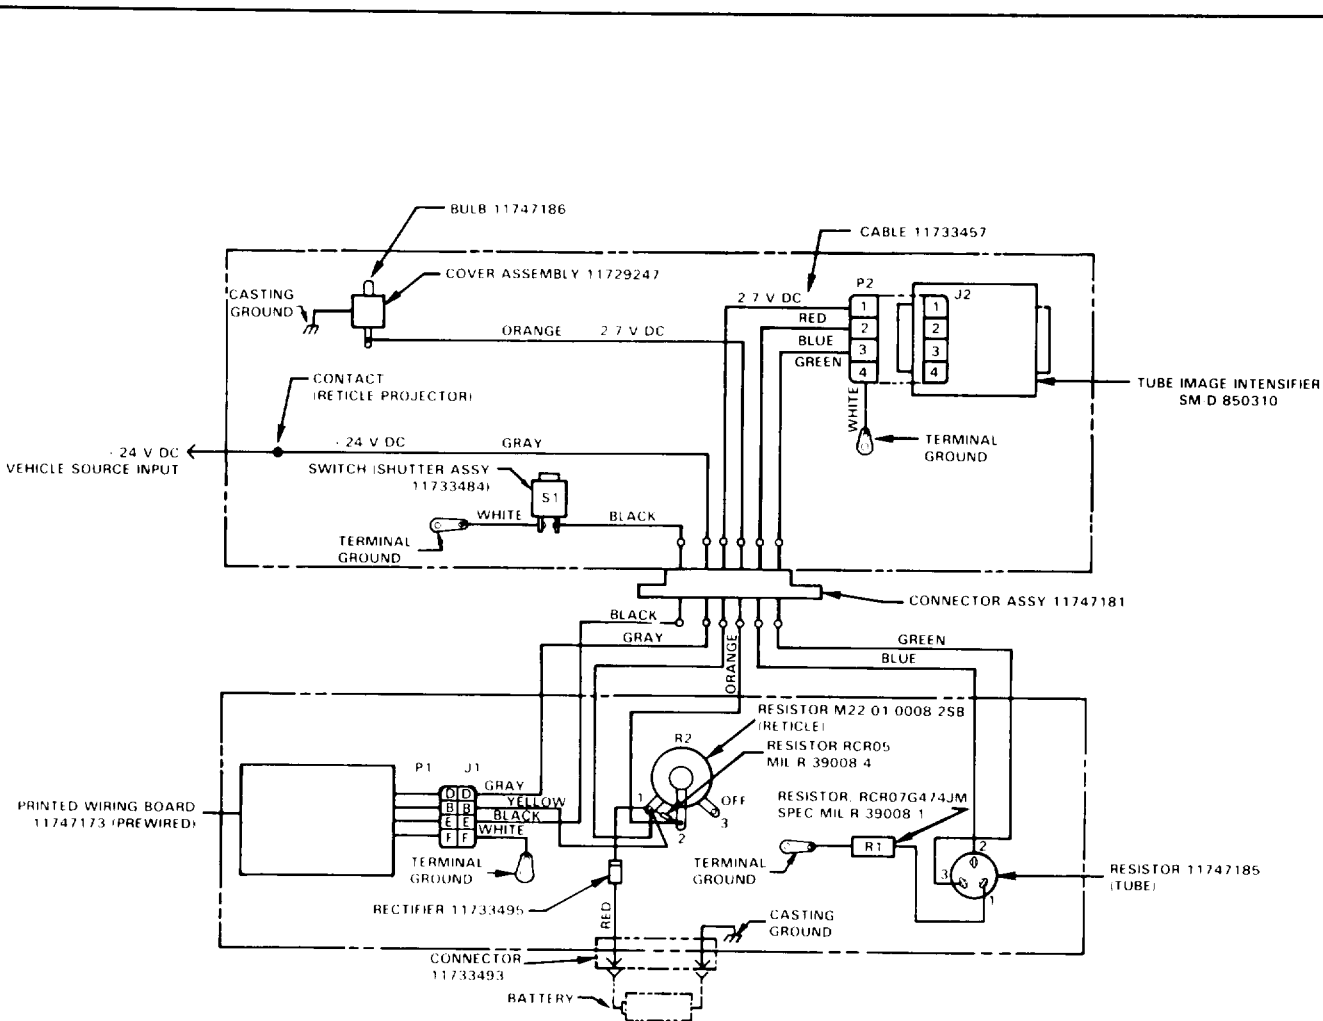 BULB 11747186
CABLE 11733457
COVER ASSEMBLY 11729247
CASTING
GROUND
ORANGE 2 7 V DC
2 7 V DC
RED
BLUE
GREEN
WHITE
P2
1
2
3
4
J2
1
2
3
4
TUBE IMAGE INTENSIFIER
SM D 850310
TERMINAL
GROUND
CONTACT
(RETICLE PROJECTOR)
24 V DC
VEHICLE SOURCE INPUT
24 V DC GRAY
SWITCH (SHUTTER ASSY
11733484)
S1
WHITE
BLACK
TERMINAL
GROUND
CONNECTOR ASSY 11747181
BLACK
GRAY
ORANGE
GREEN
BLUE
RESISTOR M22 01 0008 2SB
(RETICLE)
RESISTOR RCR05
MIL R 39008 4
R2
1
2
OFF
3
P1 J1
D D
B B
E E
F F
GRAY
YELLOW
BLACK
WHITE
PRINTED WIRING BOARD
11747173 (PREWIRED)
TERMINAL
GROUND
RECTIFIER 11733495
RED
RESISTOR, RCR07G474JM
SPEC MIL R 39008 1
R1
TERMINAL
GROUND
2
3
1
RESISTOR 11747185
(TUBE)
CASTING
GROUND
CONNECTOR
11733493
BATTERY